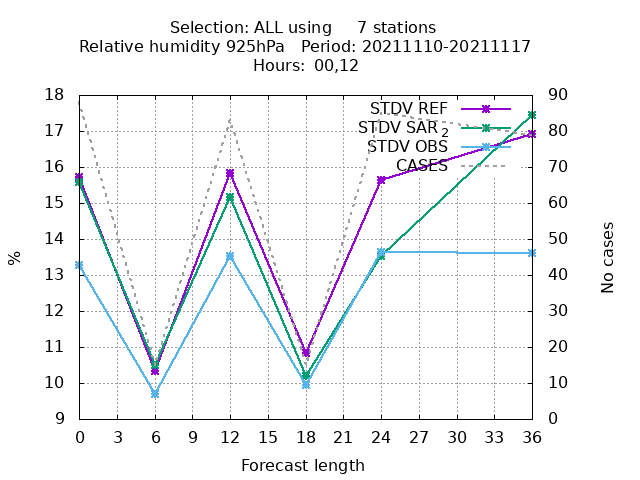 Selection: ALL using 7 stations
Relative humidity 925hPa Period: 20211110-20211117
Hours: 00,12
18 90
STDV REF
17 STDV SAR 2 80
STDV OBS
16 CASES 70
15 60
14 50
% 13 40 No cases
12 30
11 20
10 10
9 0
0 3 6 9 12 15 18 21 24 27 30 33 36
Forecast length